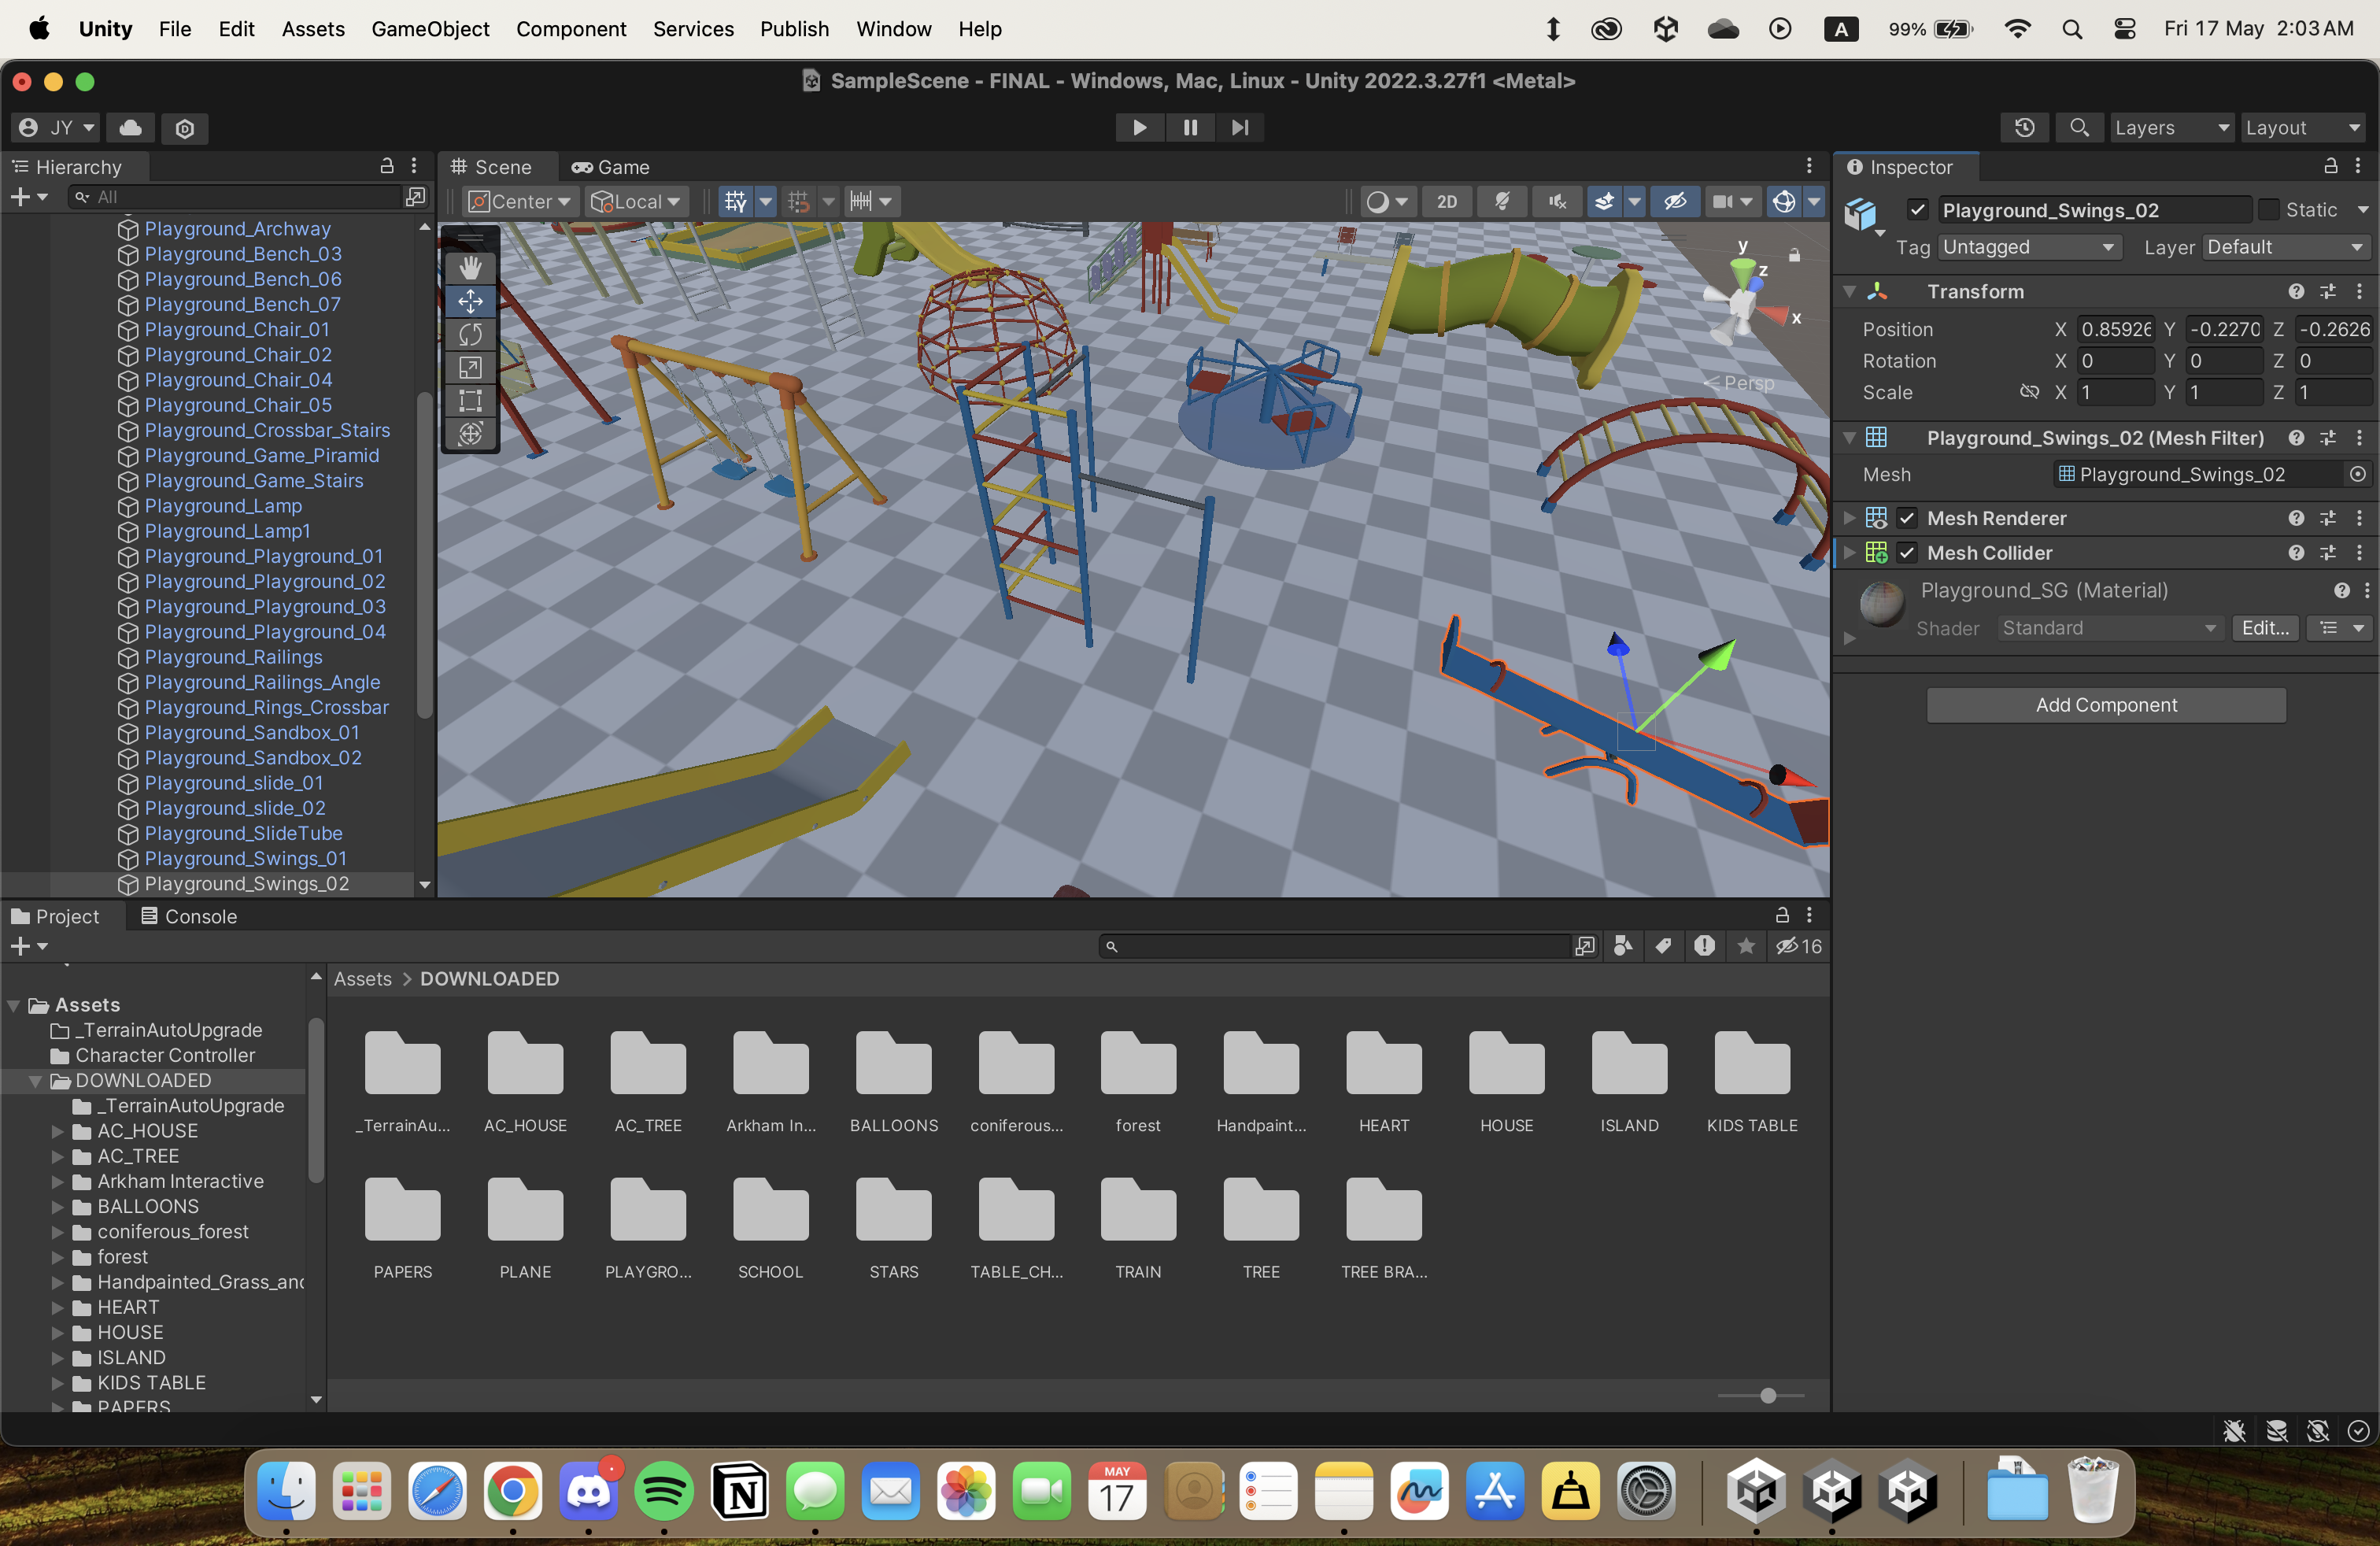 Unity File Edit Assets GameObject Component Services Publish Window Help
A 99% Fri 17 May 2:03 AM
SampleScene - FINAL - Windows, Mac, Linux - Unity 2022.3.27f1 <Metal>
JY
Layers Layout
Hierarchy
All
Playground_Archway
Playground_Bench_03
Playground_Bench_06
Playground_Bench_07
Playground_Chair_01
Playground_Chair_02
Playground_Chair_04
Playground_Chair_05
Playground_Crossbar_Stairs
Playground_Game_Piramid
Playground_Game_Stairs
Playground_Lamp
Playground_Lamp1
Playground_Playground_01
Playground_Playground_02
Playground_Playground_03
Playground_Playground_04
Playground_Railings
Playground_Railings_Angle
Playground_Rings_Crossbar
Playground_Sandbox_01
Playground_Sandbox_02
Playground_slide_01
Playground_slide_02
Playground_SlideTube
Playground_Swings_01
Playground_Swings_02
Scene Game
Center Local 2D
y
z
x
Persp
Inspector
Playground_Swings_02 Static
Tag Untagged Layer Default
Transform
Position X 0.85926 Y -0.2270 Z -0.2626
Rotation X 0 Y 0 Z 0
Scale X 1 Y 1 Z 1
Playground_Swings_02 (Mesh Filter)
Mesh Playground_Swings_02
Mesh Renderer
Mesh Collider
Playground_SG (Material)
Shader Standard Edit...
Add Component
Project Console
16
Assets
_TerrainAutoUpgrade
Character Controller
DOWNLOADED
_TerrainAutoUpgrade
AC_HOUSE
AC_TREE
Arkham Interactive
BALLOONS
coniferous_forest
forest
Handpainted_Grass_and
HEART
HOUSE
ISLAND
KIDS TABLE
PAPERS
Assets > DOWNLOADED
_TerrainAu... AC_HOUSE AC_TREE Arkham In... BALLOONS coniferous... forest Handpaint... HEART HOUSE ISLAND KIDS TABLE
PAPERS PLANE PLAYGRO... SCHOOL STARS TABLE_CH... TRAIN TREE TREE BRA...
MAY
17